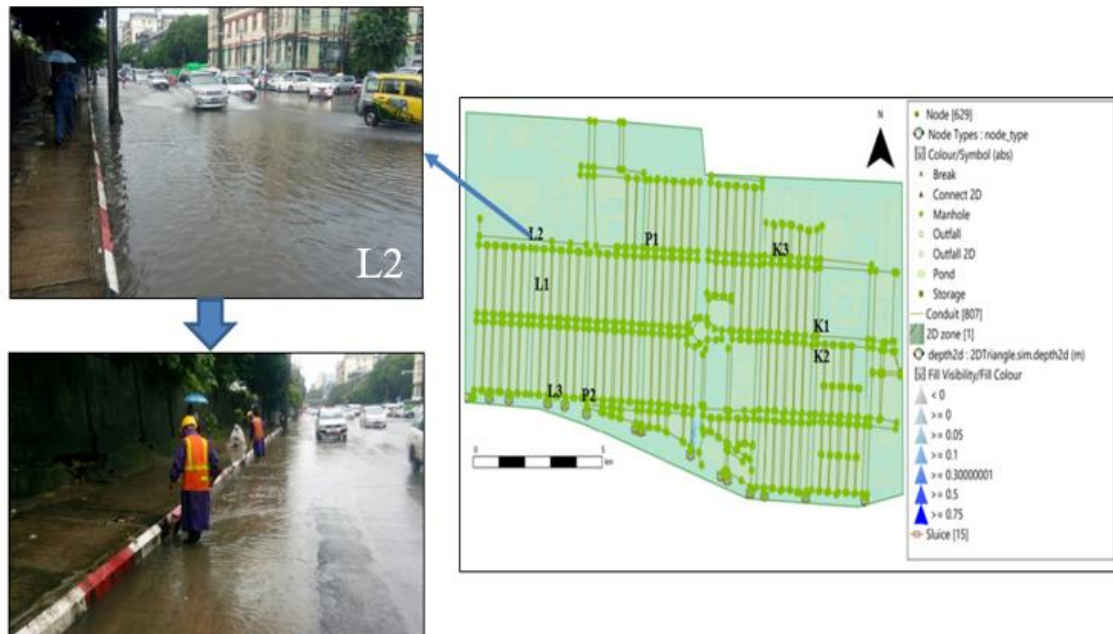 L2
N
L2
P1
K3
L1
K1
K2
L3
P2
0 5
km
Node [629]
Node Types : node_type
Colour/Symbol (abs)
Break
Connect 2D
Manhole
Outfall
Outfall 2D
Pond
Storage
Conduit [807]
2D zone [1]
depth2d : 2DTriangle.sim.depth2d (m)
Fill Visibility/Fill Colour
< 0
>= 0
>= 0.05
>= 0.1
>= 0.30000001
>= 0.5
>= 0.75
Sluice [15]